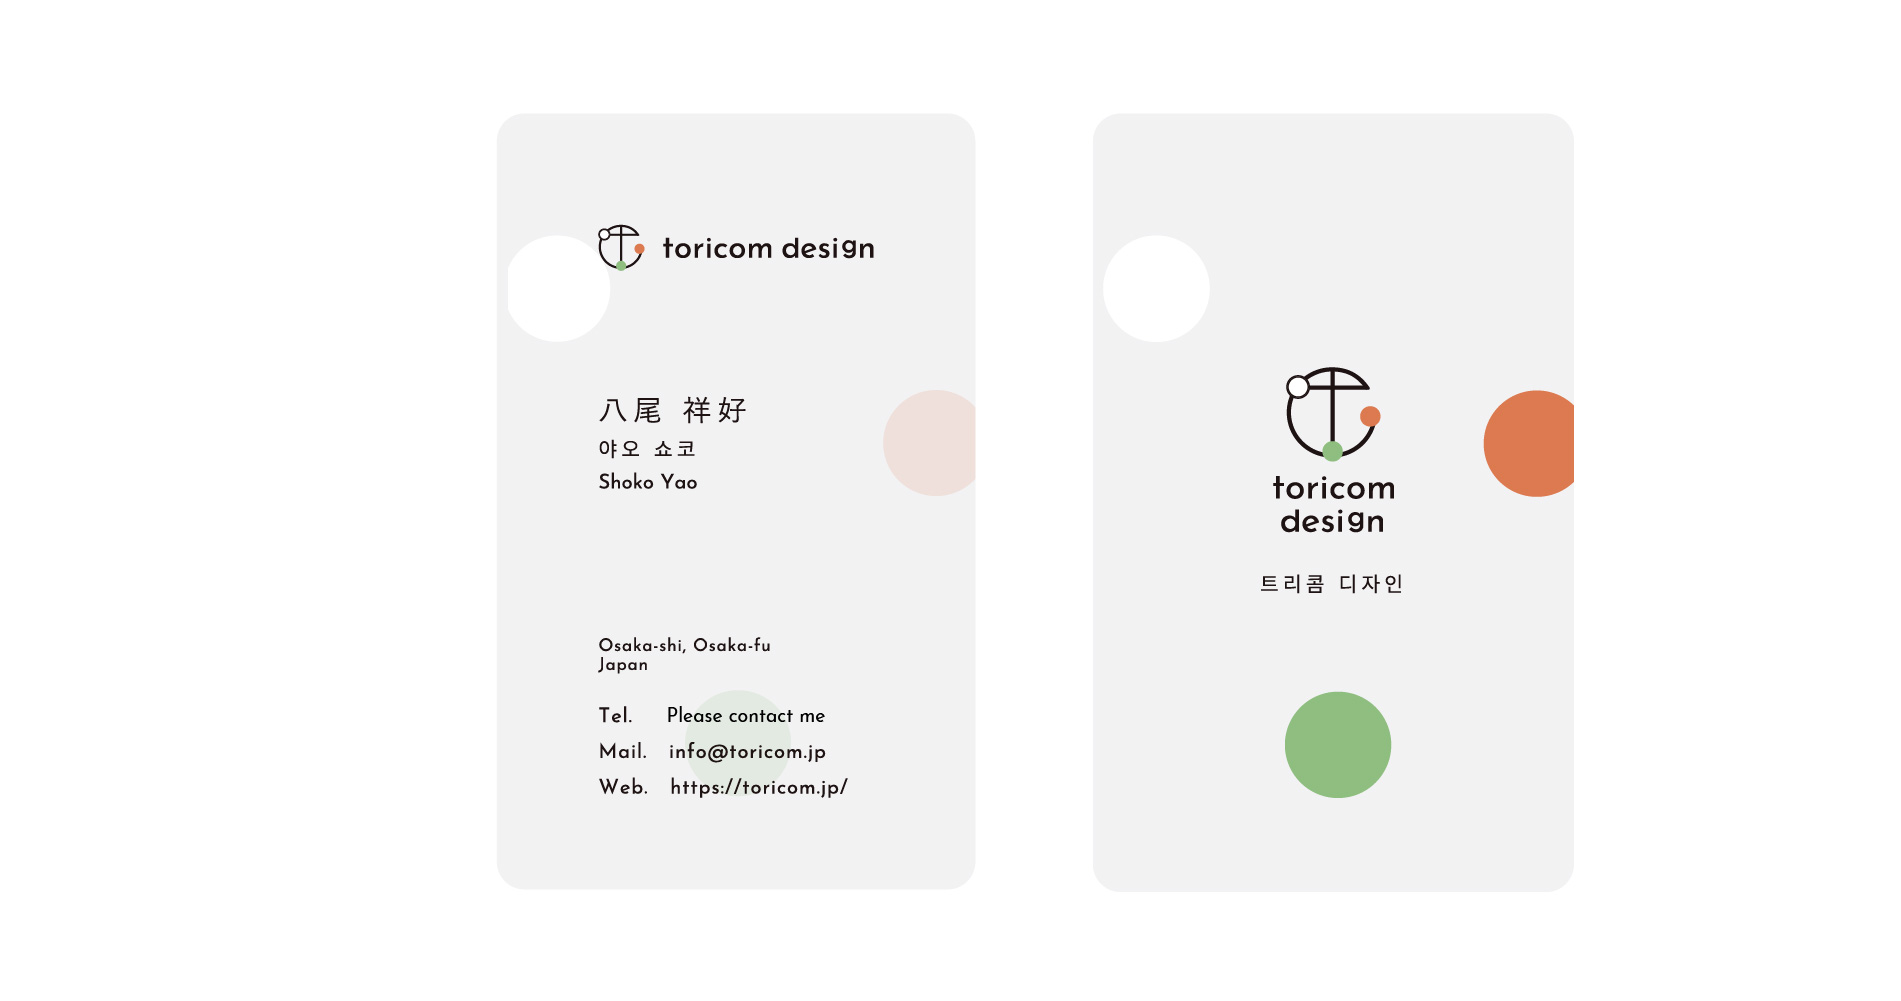 toricom design
八尾 祥好
야오 쇼코
Shoko Yao
Osaka-shi, Osaka-fu
Japan
Tel. Please contact me
Mail. info@toricom.jp
Web. https://toricom.jp/
toricom
design
트리콤 디자인